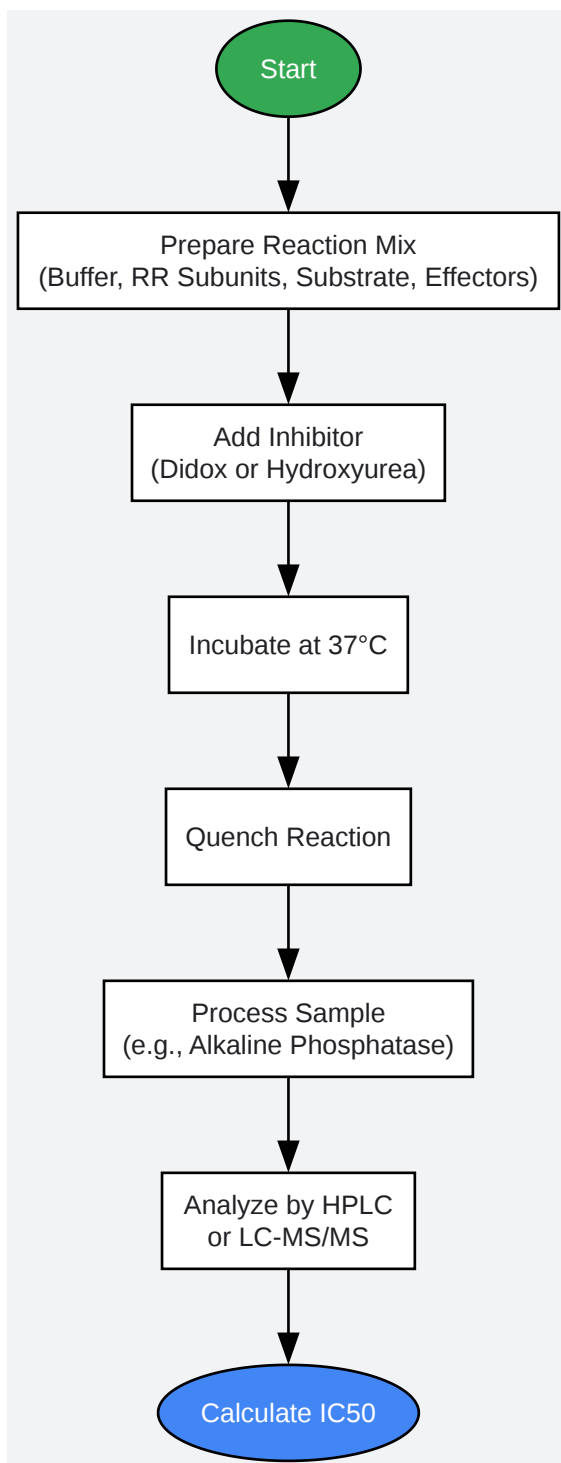 Start
Prepare Reaction Mix
(Buffer, RR Subunits, Substrate, Effectors)
Add Inhibitor
(Didox or Hydroxyurea)
Incubate at 37°C
Quench Reaction
Process Sample
(e.g., Alkaline Phosphatase)
Analyze by HPLC
or LC-MS/MS
Calculate IC50